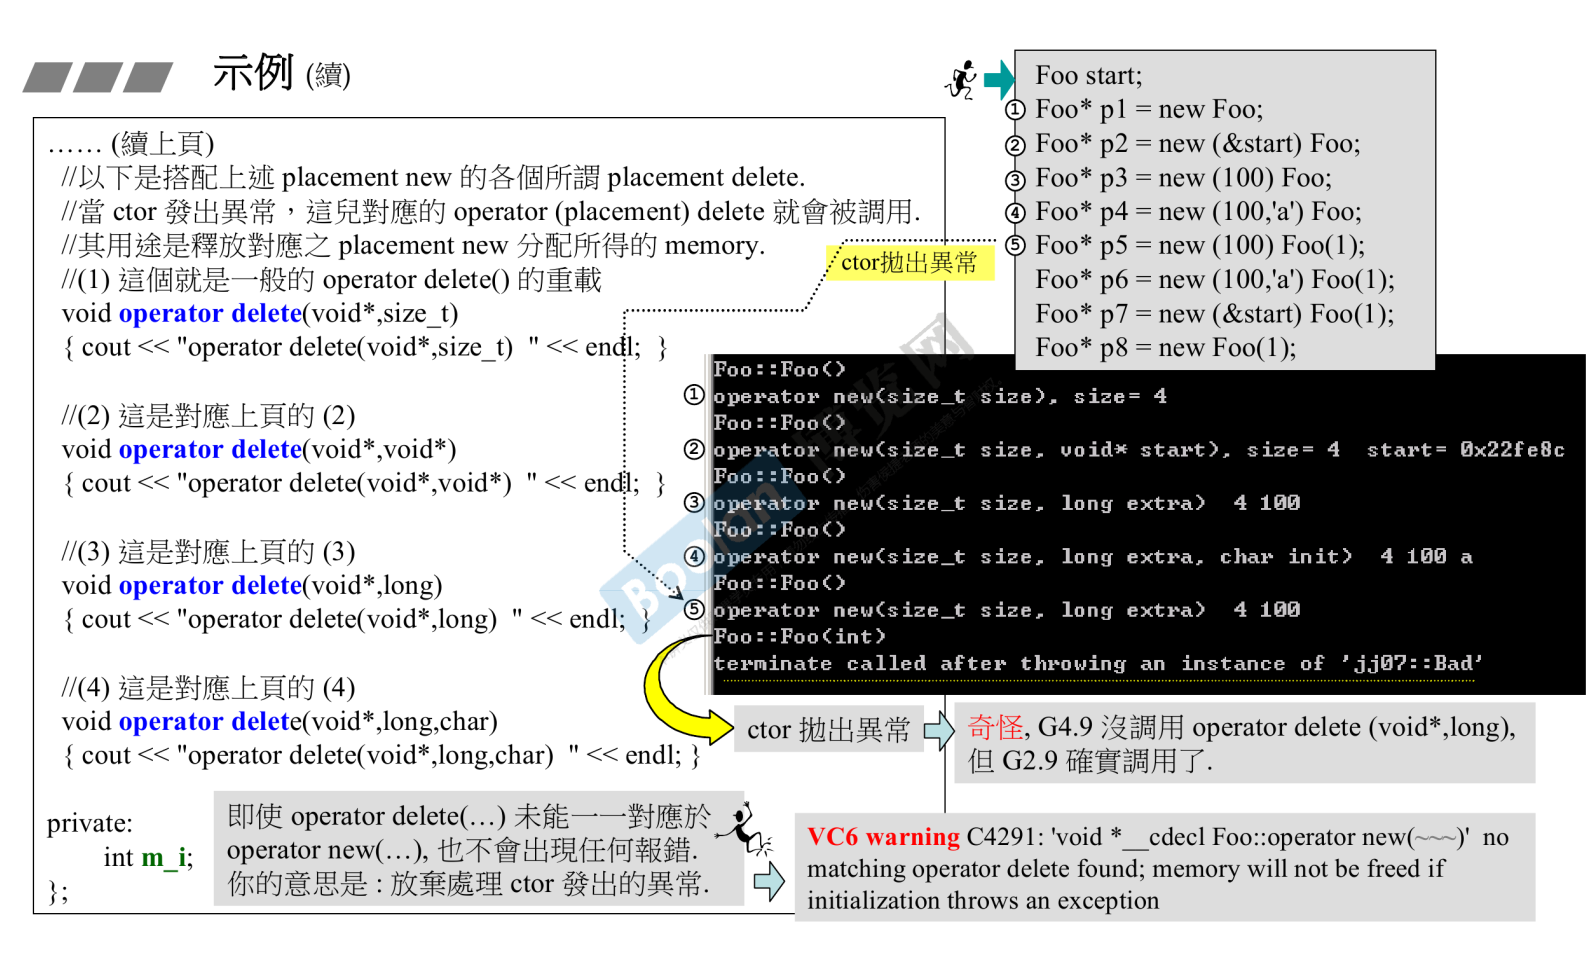 示例 (續)
…… (續上頁)
//以下是搭配上述 placement new 的各個所謂 placement delete.
//當 ctor 發出異常，這兒對應的 operator (placement) delete 就會被調用.
//其用途是釋放對應之 placement new 分配所得的 memory.
//(1) 這個就是一般的 operator delete() 的重載
void operator delete(void*,size_t)
{ cout << "operator delete(void*,size_t)  " << endl;  }
//(2) 這是對應上頁的 (2)
void operator delete(void*,void*)
{ cout << "operator delete(void*,void*)  " << endl;  }
//(3) 這是對應上頁的 (3)
void operator delete(void*,long)
{ cout << "operator delete(void*,long)  " << endl;  }
//(4) 這是對應上頁的 (4)
void operator delete(void*,long,char)
{ cout << "operator delete(void*,long,char)  " << endl; }
private:
int m_i;
};
即使 operator delete(…) 未能一一對應於
operator new(…), 也不會出現任何報錯.
你的意思是 : 放棄處理 ctor 發出的異常.
Foo start;
① Foo* p1 = new Foo;
② Foo* p2 = new (&start) Foo;
③ Foo* p3 = new (100) Foo;
④ Foo* p4 = new (100,'a') Foo;
⑤ Foo* p5 = new (100) Foo(1);
Foo* p6 = new (100,'a') Foo(1);
Foo* p7 = new (&start) Foo(1);
Foo* p8 = new Foo(1);
ctor拋出異常
Foo::Foo()
① operator new(size_t size), size= 4
Foo::Foo()
② operator new(size_t size, void* start), size= 4  start= 0x22fe8c
Foo::Foo()
③ operator new(size_t size, long extra)  4 100
Foo::Foo()
④ operator new(size_t size, long extra, char init)  4 100 a
Foo::Foo()
⑤ operator new(size_t size, long extra)  4 100
Foo::Foo(int)
terminate called after throwing an instance of 'jj07::Bad'
ctor 拋出異常
奇怪, G4.9 沒調用 operator delete (void*,long),
但 G2.9 確實調用了.
VC6 warning C4291: 'void *__cdecl Foo::operator new(~~~)'  no
matching operator delete found; memory will not be freed if
initialization throws an exception
Boolan
博览网